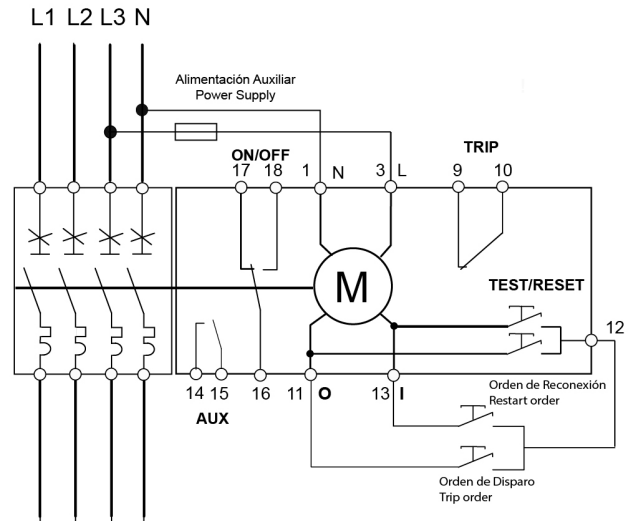 L1 L2 L3 N
Alimentación Auxiliar
Power Supply
ON/OFF
TRIP
17 18 1 N 3 L 9 10
M
TEST/RESET
12
14 15 16 11 O 13 I
AUX
Orden de Reconexión
Restart order
Orden de Disparo
Trip order